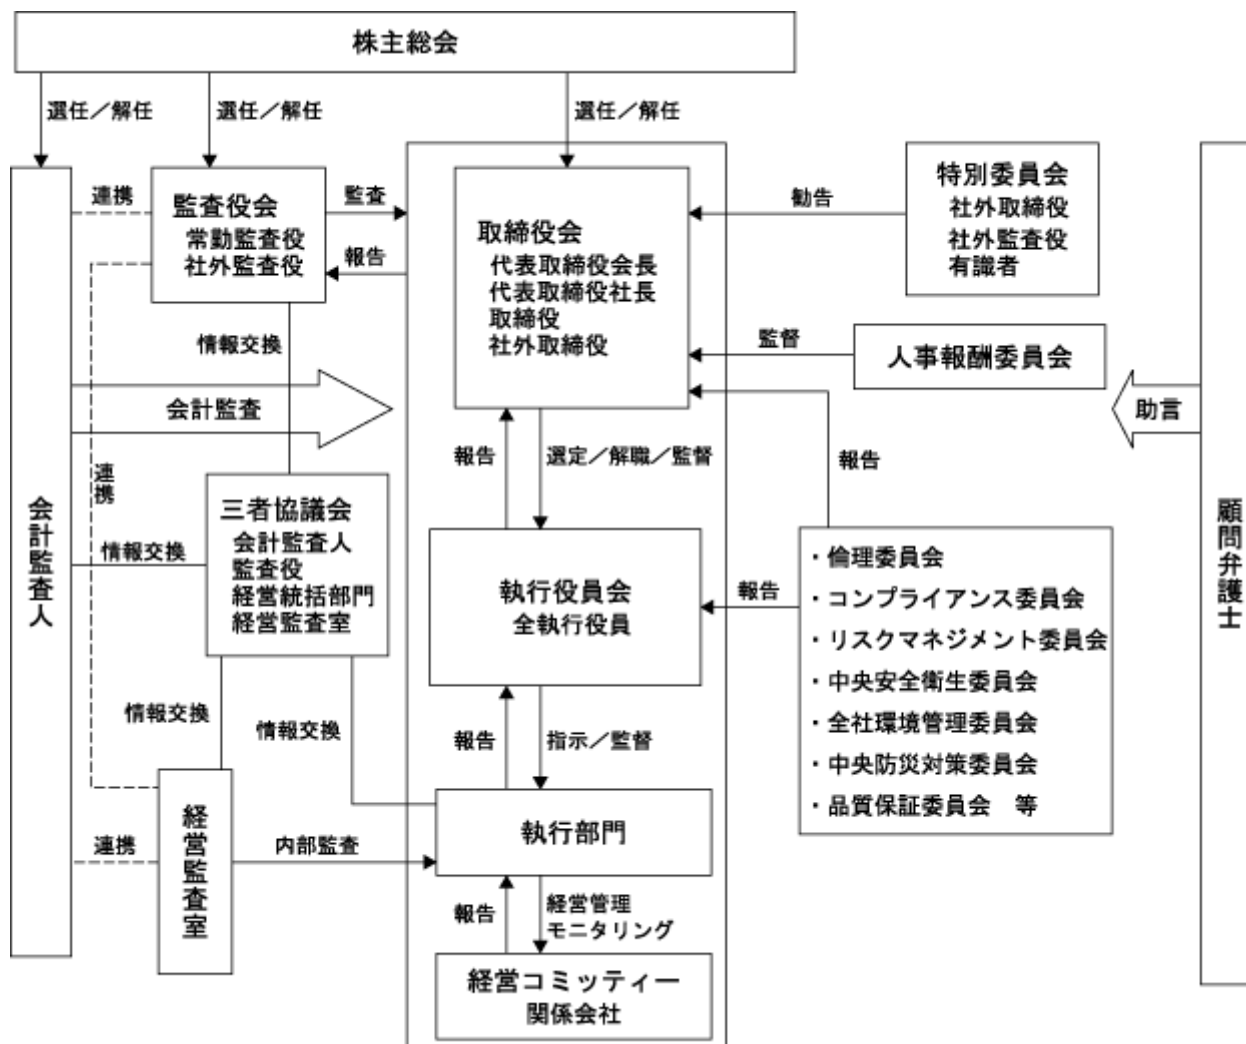 株主総会
選任／解任
選任／解任
選任／解任
会計監査人
連携
監査役会
常勤監査役
社外監査役
監査
報告
取締役会
代表取締役会長
代表取締役社長
取締役
社外取締役
勧告
特別委員会
社外取締役
社外監査役
有識者
監督
人事報酬委員会
助言
顧問弁護士
情報交換
会計監査
連携
報告
選定／解職／監督
報告
三者協議会
会計監査人
監査役
経営統括部門
経営監査室
情報交換
執行役員会
全執行役員
報告
・倫理委員会
・コンプライアンス委員会
・リスクマネジメント委員会
・中央安全衛生委員会
・全社環境管理委員会
・中央防災対策委員会
・品質保証委員会　等
情報交換
情報交換
報告
指示／監督
連携
経営監査室
内部監査
執行部門
報告
経営管理
モニタリング
経営コミッティー
関係会社